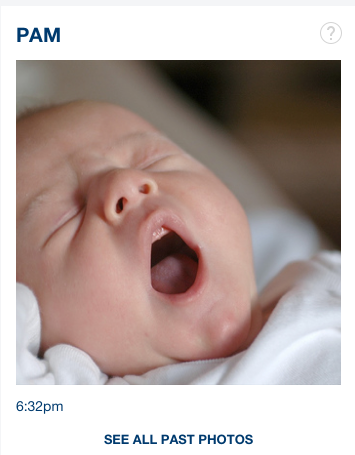 PAM
?
6:32pm
SEE ALL PAST PHOTOS